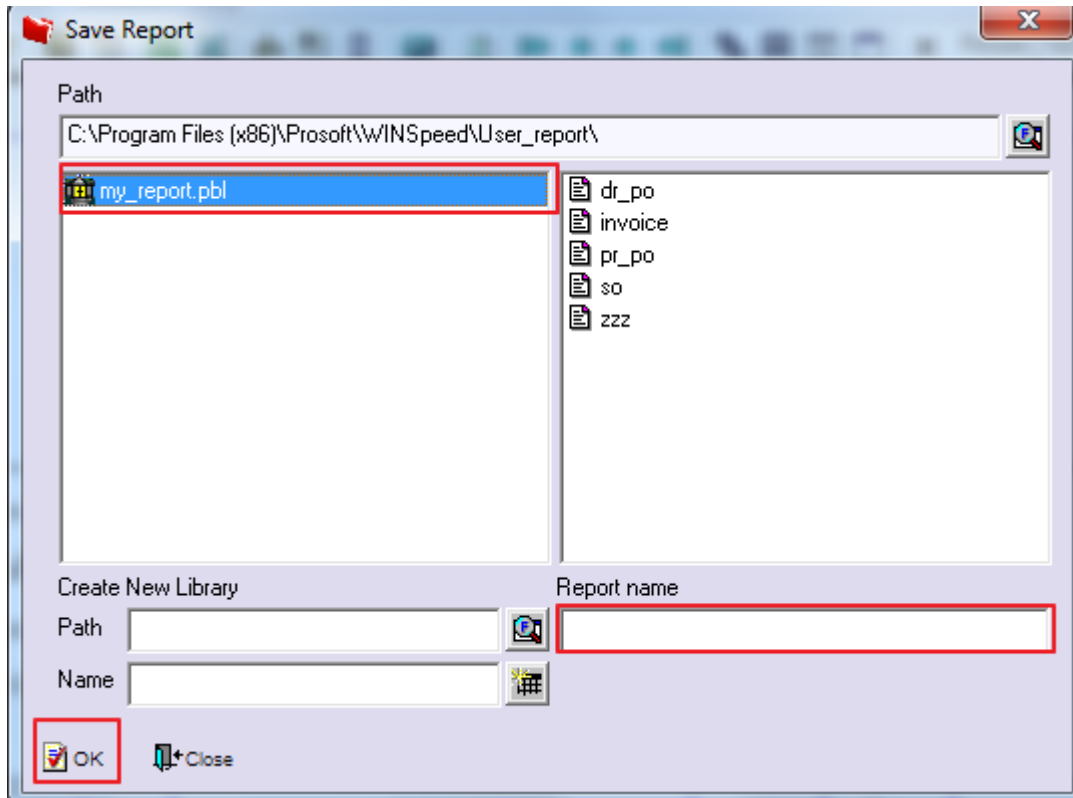 Save Report
Path
C:\Program Files (x86)\Prosoft\WINSpeed\User_report\
my_report.pbl
dr_po
invoice
pr_po
so
zzz
Create New Library
Report name
Path
Name
OK
Close